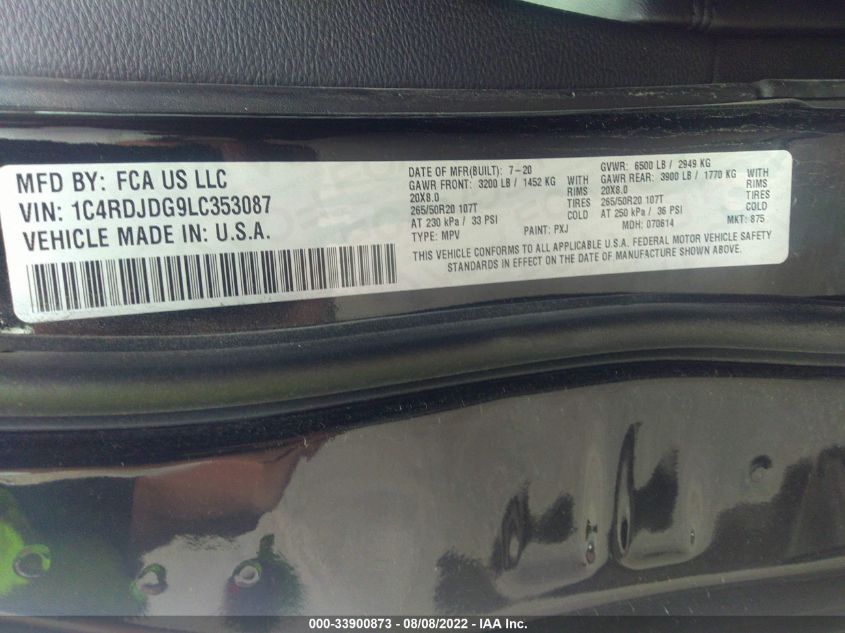 MFD BY: FCA US LLC
VIN: 1C4RDJDG9LC353087
VEHICLE MADE IN: U.S.A.
DATE OF MFR(BUILT): 7-20
GAWR FRONT: 3200 LB / 1452 KG WITH
20X8.0 RIMS
265/50R20 107T TIRES
AT 230 kPa / 33 PSI COLD
TYPE: MPV PAINT: PXJ
GVWR: 6500 LB / 2949 KG
GAWR REAR: 3900 LB / 1770 KG WITH
20X8.0 RIMS
265/50R20 107T TIRES
AT 250 kPa / 36 PSI COLD
MDH: 070614 MKT: 875
THIS VEHICLE CONFORMS TO ALL APPLICABLE U.S.A. FEDERAL MOTOR VEHICLE SAFETY
STANDARDS IN EFFECT ON THE DATE OF MANUFACTURE SHOWN ABOVE.
000-33900873 - 08/08/2022 - IAA Inc.